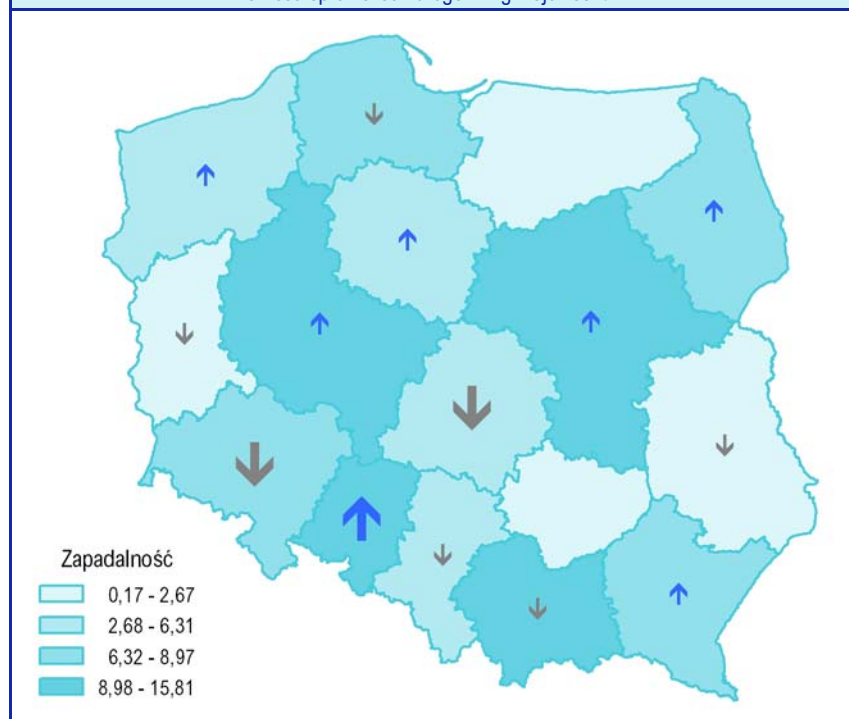 Zapadalność
0,17 - 2,67
2,68 - 6,31
6,32 - 8,97
8,98 - 15,81